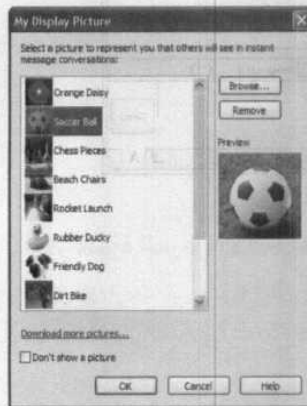 My Display Picture
Select a picture to represent you that others will see in instant
message conversations:
Orange Daisy
Soccer Ball
Chess Pieces
Beach Chairs
Rocket Launch
Rubber Ducky
Friendly Dog
Dirt Bike
Browse...
Remove
Preview
Download more pictures...
Don't show a picture
OK
Cancel
Help